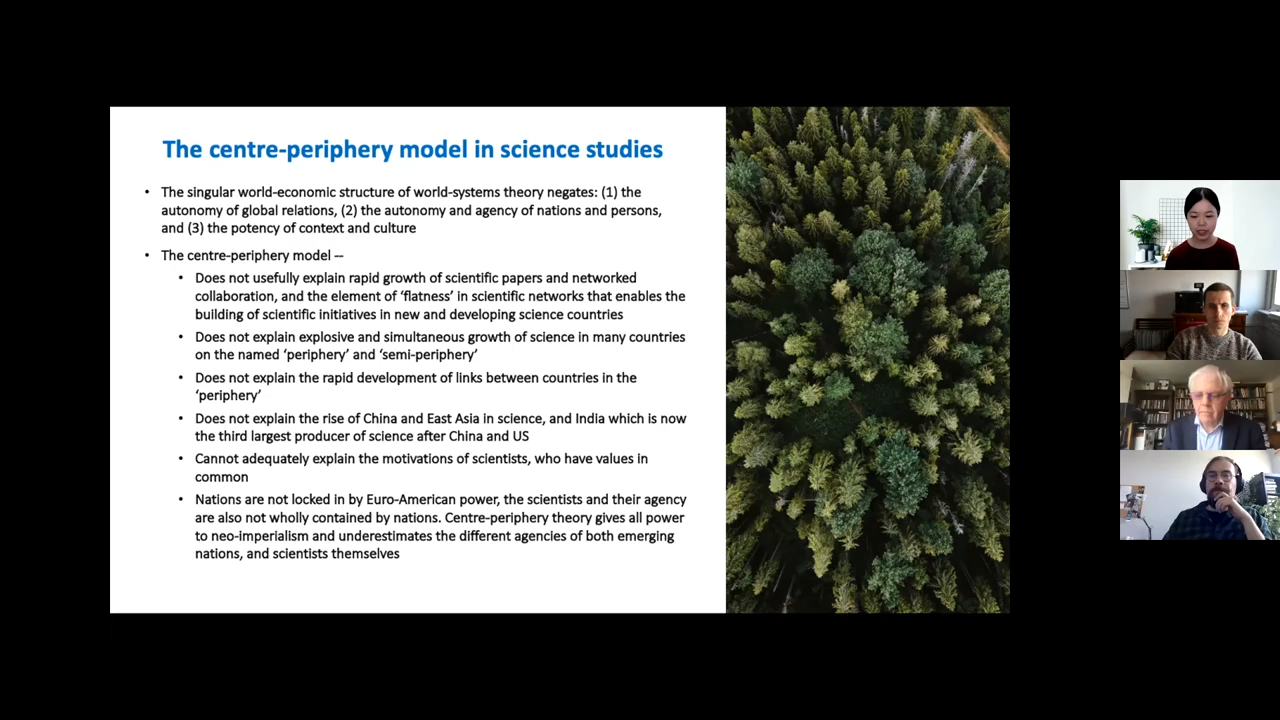 The centre-periphery model in science studies
• The singular world-economic structure of world-systems theory negates: (1) the
autonomy of global relations, (2) the autonomy and agency of nations and persons,
and (3) the potency of context and culture
• The centre-periphery model --
• Does not usefully explain rapid growth of scientific papers and networked
collaboration, and the element of ‘flatness’ in scientific networks that enables the
building of scientific initiatives in new and developing science countries
• Does not explain explosive and simultaneous growth of science in many countries
on the named ‘periphery’ and ‘semi-periphery’
• Does not explain the rapid development of links between countries in the
‘periphery’
• Does not explain the rise of China and East Asia in science, and India which is now
the third largest producer of science after China and US
• Cannot adequately explain the motivations of scientists, who have values in
common
• Nations are not locked in by Euro-American power, the scientists and their agency
are also not wholly contained by nations. Centre-periphery theory gives all power
to neo-imperialism and underestimates the different agencies of both emerging
nations, and scientists themselves